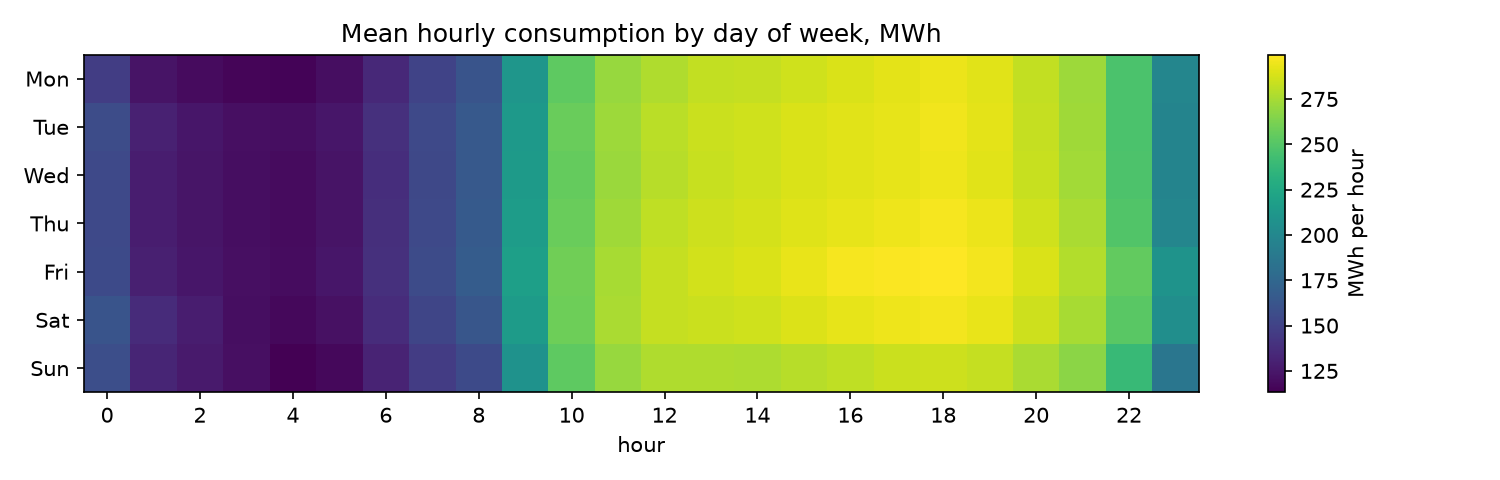 Mean hourly consumption by day of week, MWh
Mon
Tue
Wed
Thu
Fri
Sat
Sun
0 2 4 6 8 10 12 14 16 18 20 22
hour
275
250
225
200
175
150
125
MWh per hour